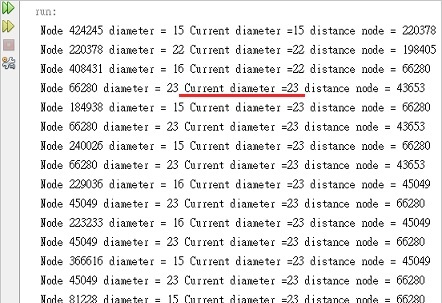 run:
Node 424245 diameter = 15 Current diameter =15 distance node = 220378
Node 220378 diameter = 22 Current diameter =22 distance node = 198405
Node 408431 diameter = 16 Current diameter =22 distance node = 66280
Node 66280 diameter = 23 Current diameter =23 distance node = 43653
Node 184938 diameter = 15 Current diameter =23 distance node = 66280
Node 66280 diameter = 23 Current diameter =23 distance node = 43653
Node 240026 diameter = 15 Current diameter =23 distance node = 66280
Node 66280 diameter = 23 Current diameter =23 distance node = 43653
Node 229036 diameter = 16 Current diameter =23 distance node = 45049
Node 45049 diameter = 23 Current diameter =23 distance node = 66280
Node 223233 diameter = 16 Current diameter =23 distance node = 45049
Node 45049 diameter = 23 Current diameter =23 distance node = 66280
Node 366616 diameter = 15 Current diameter =23 distance node = 45049
Node 45049 diameter = 23 Current diameter =23 distance node = 66280
Node 81228 diameter = 15 Current diameter =23 distance node = 66280